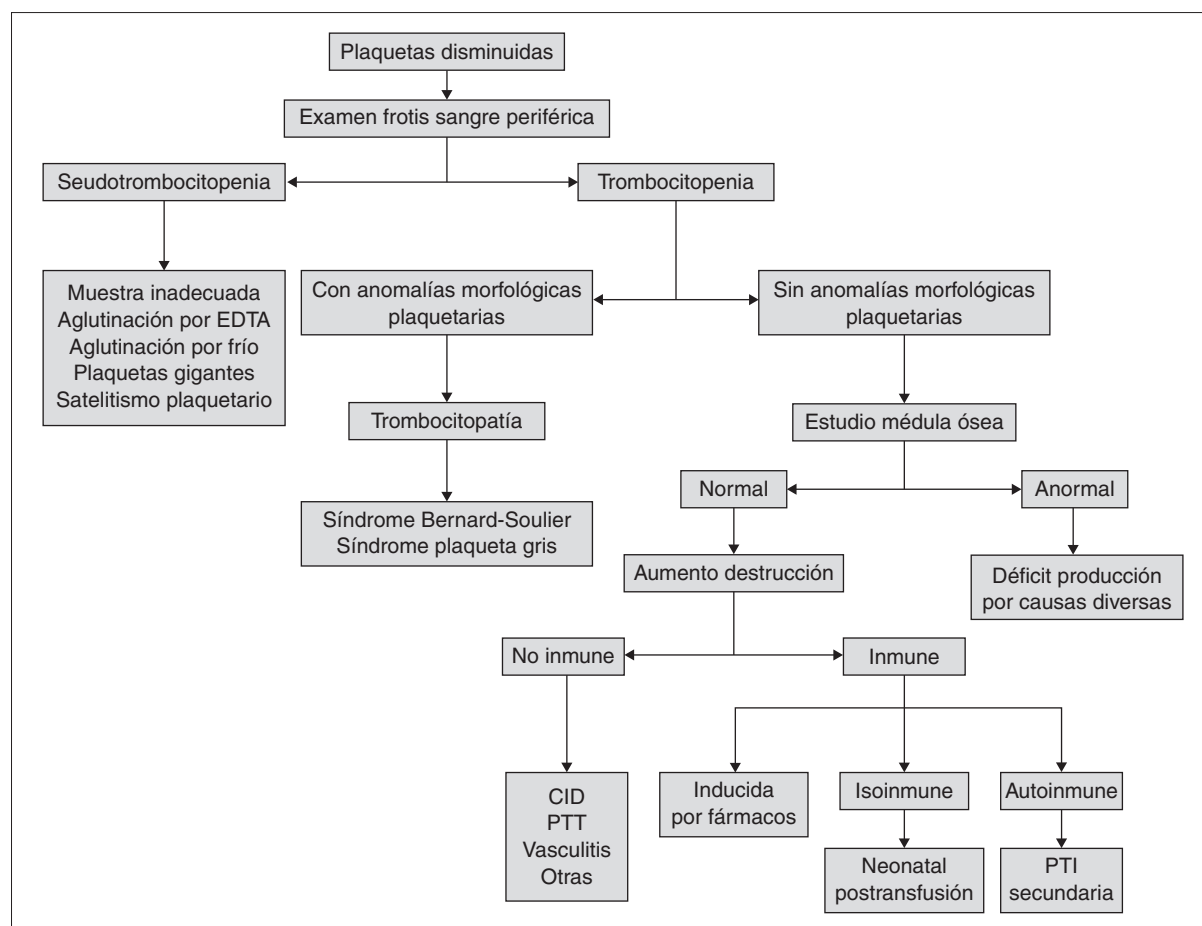 Plaquetas disminuidas
Examen frotis sangre periférica
Seudotrombocitopenia
Trombocitopenia
Muestra inadecuada
Aglutinación por EDTA
Aglutinación por frío
Plaquetas gigantes
Satelitismo plaquetario
Con anomalías morfológicas
plaquetarias
Sin anomalías morfológicas
plaquetarias
Trombocitopatía
Estudio médula ósea
Síndrome Bernard-Soulier
Síndrome plaqueta gris
Normal
Anormal
Aumento destrucción
Déficit producción
por causas diversas
No inmune
Inmune
CID
PTT
Vasculitis
Otras
Inducida
por fármacos
Isoinmune
Autoinmune
Neonatal
postransfusión
PTI
secundaria